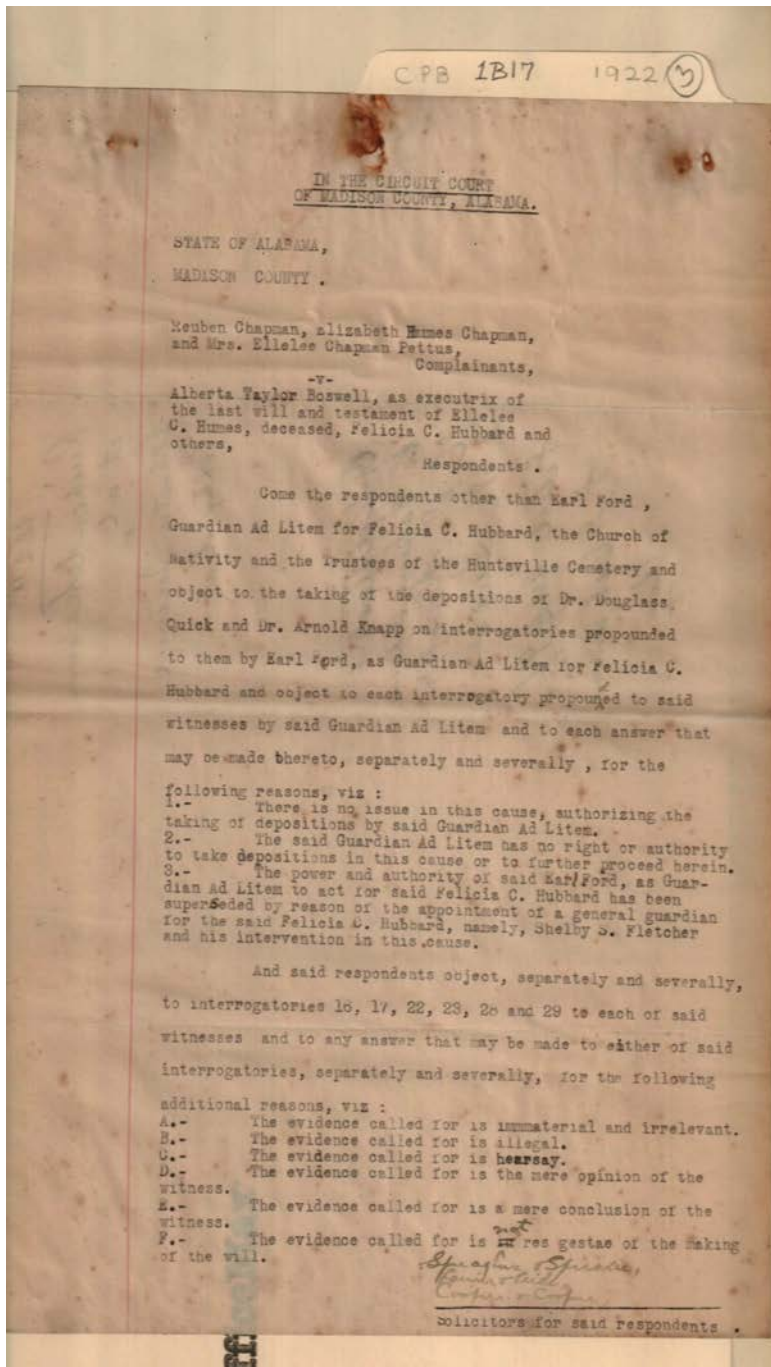 CPB 1B17 1922 3
IN THE CIRCUIT COURT
OF MADISON COUNTY, ALABAMA.
STATE OF ALABAMA,
MADISON COUNTY .
Reuben Chapman, Elizabeth Humes Chapman,
and Mrs. Ellelee Chapman Pettus,
Complainants,
-v-
Alberta Taylor Boswell, as executrix of
the last will and testament of Ellelee
C. Humes, deceased, Felicia C. Hubbard and
others,
Respondents .
Come the respondents other than Earl Ford ,
Guardian Ad Litem for Felicia C. Hubbard, the Church of
Nativity and the Trustees of the Huntsville Cemetery and
object to the taking of the depositions of Dr. Douglass
Quick and Dr. Arnold Knapp on interrogatories propounded
to them by Earl Ford, as Guardian Ad Litem for Felicia C.
Hubbard and object to each interrogatory propounded to said
witnesses by said Guardian Ad Litem and to each answer that
may be made thereto, separately and severally , for the
following reasons, viz :
1.- There is no issue in this cause, authorizing the
taking of depositions by said Guardian Ad Litem.
2.- The said Guardian Ad Litem has no right or authority
to take depositions in this cause or to further proceed herein.
3.- The power and authority of said Earl Ford, as Guar-
dian Ad Litem to act for said Felicia C. Hubbard has been
superseded by reason of the appointment of a general guardian
for the said Felicia C. Hubbard, namely, Shelby S. Fletcher
and his intervention in this cause.
And said respondents object, separately and severally,
to interrogatories 16, 17, 22, 23, 28 and 29 to each of said
witnesses and to any answer that may be made to either of said
interrogatories, separately and severally, for the following
additional reasons, viz :
A.- The evidence called for is immaterial and irrelevant.
B.- The evidence called for is illegal.
C.- The evidence called for is hearsay.
D.- The evidence called for is the mere opinion of the
witness.
E.- The evidence called for is a mere conclusion of the
witness.
F.- The evidence called for is not res gestae of the making
of the will.
Cooper & Cooper
Solicitors for said respondents .